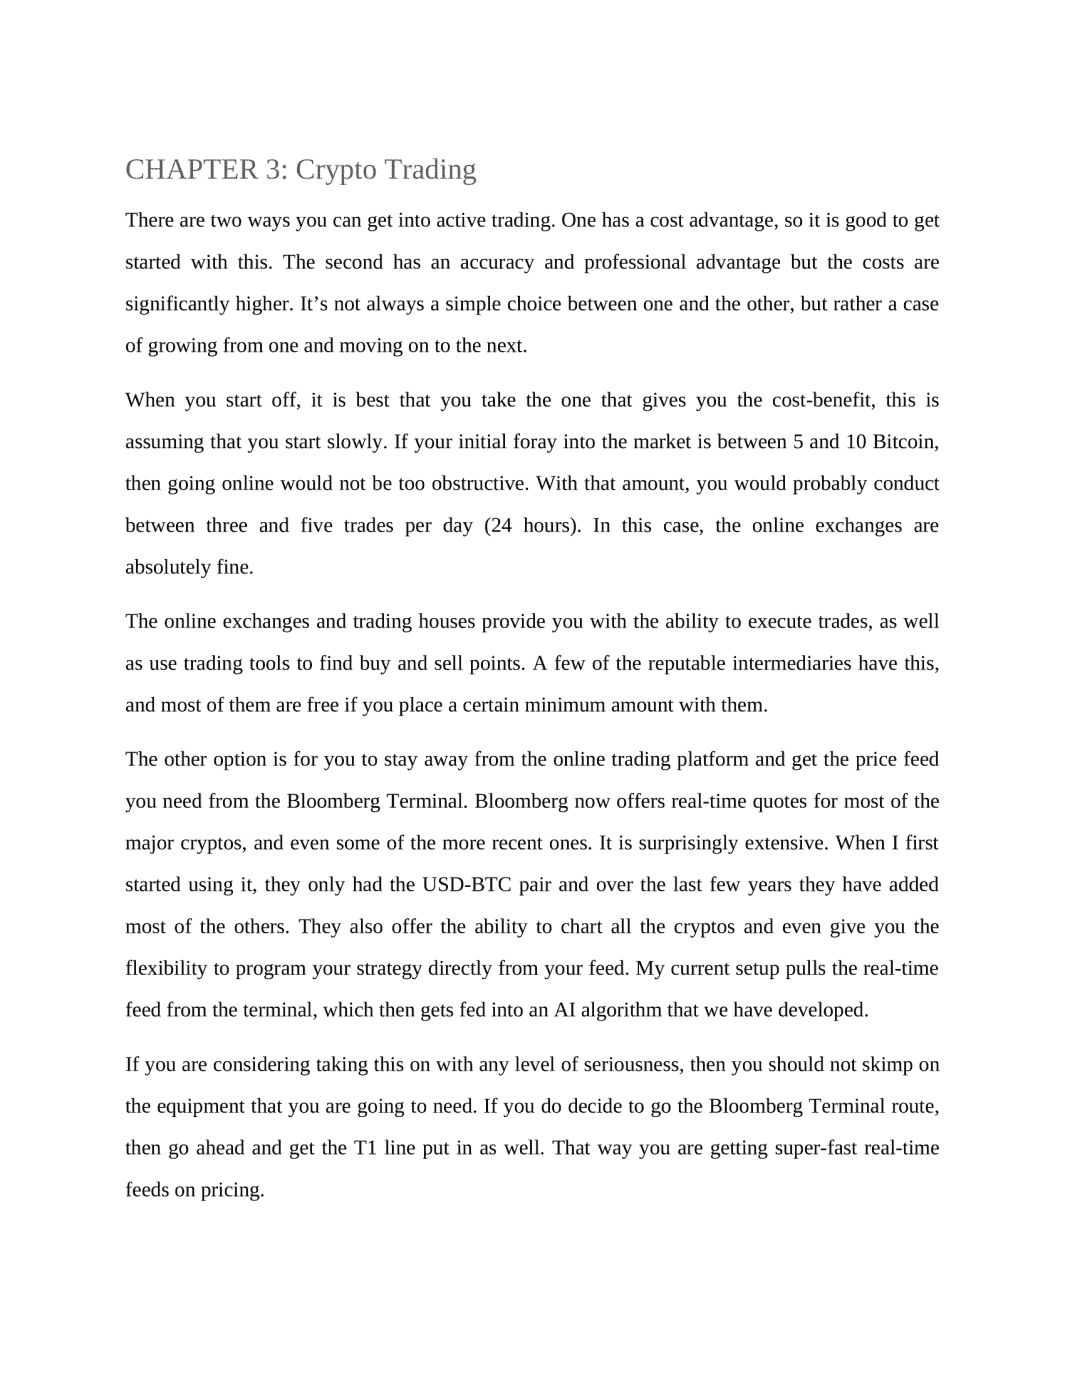 CHAPTER 3: Crypto Trading
There are two ways you can get into active trading. One has a cost advantage, so it is good to get
started with this. The second has an accuracy and professional advantage but the costs are
significantly higher. It’s not always a simple choice between one and the other, but rather a case
of growing from one and moving on to the next.
When you start off, it is best that you take the one that gives you the cost-benefit, this is
assuming that you start slowly. If your initial foray into the market is between 5 and 10 Bitcoin,
then going online would not be too obstructive. With that amount, you would probably conduct
between three and five trades per day (24 hours). In this case, the online exchanges are
absolutely fine.
The online exchanges and trading houses provide you with the ability to execute trades, as well
as use trading tools to find buy and sell points. A few of the reputable intermediaries have this,
and most of them are free if you place a certain minimum amount with them.
The other option is for you to stay away from the online trading platform and get the price feed
you need from the Bloomberg Terminal. Bloomberg now offers real-time quotes for most of the
major cryptos, and even some of the more recent ones. It is surprisingly extensive. When I first
started using it, they only had the USD-BTC pair and over the last few years they have added
most of the others. They also offer the ability to chart all the cryptos and even give you the
flexibility to program your strategy directly from your feed. My current setup pulls the real-time
feed from the terminal, which then gets fed into an AI algorithm that we have developed.
If you are considering taking this on with any level of seriousness, then you should not skimp on
the equipment that you are going to need. If you do decide to go the Bloomberg Terminal route,
then go ahead and get the T1 line put in as well. That way you are getting super-fast real-time
feeds on pricing.